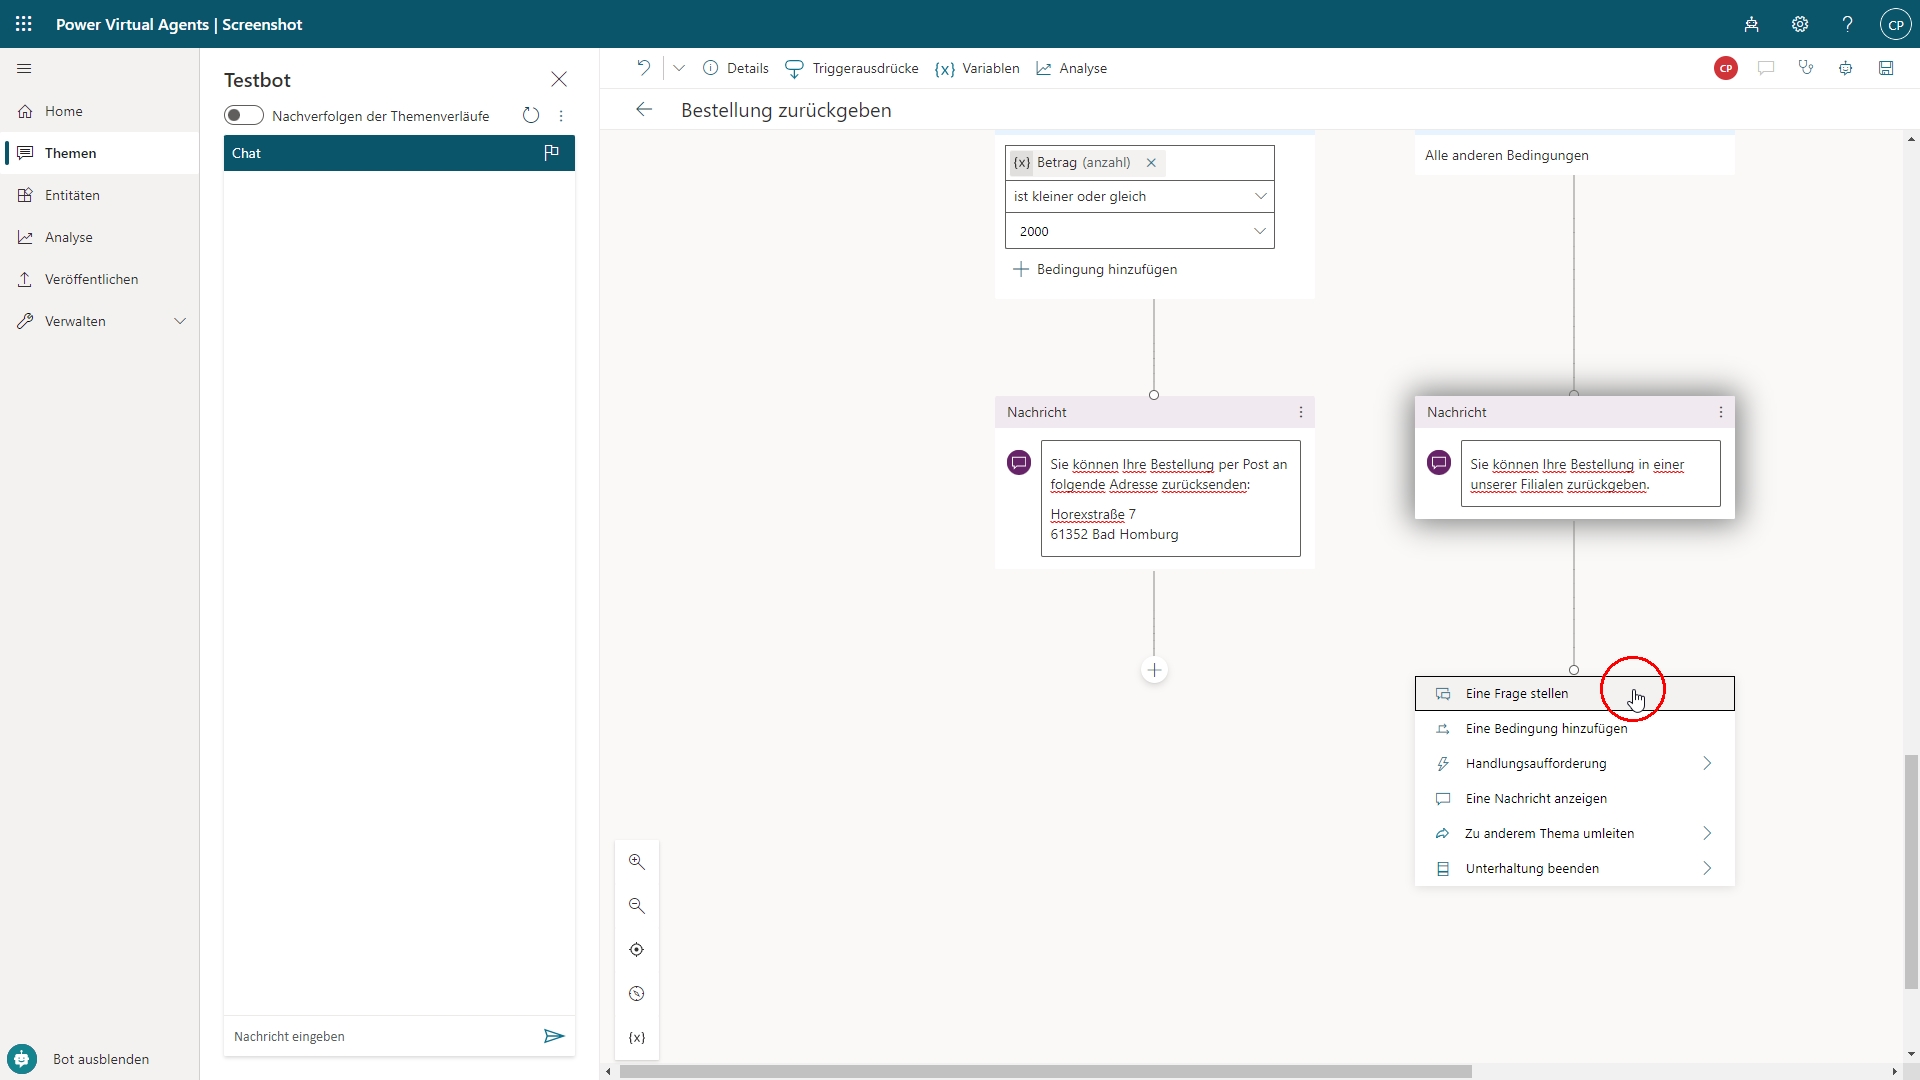 Power Virtual Agents | Screenshot
CP
Home
Themen
Entitäten
Analyse
Veröffentlichen
Verwalten
Bot ausblenden
Testbot
Nachverfolgen der Themenverläufe
Chat
Nachricht eingeben
Details
Triggerausdrücke
{x} Variablen
Analyse
CP
Bestellung zurückgeben
{x} Betrag (anzahl)
ist kleiner oder gleich
2000
Bedingung hinzufügen
Alle anderen Bedingungen
Nachricht
Sie können Ihre Bestellung per Post an
folgende Adresse zurücksenden:
Horexstraße 7
61352 Bad Homburg
Nachricht
Sie können Ihre Bestellung in einer
unserer Filialen zurückgeben.
Eine Frage stellen
Eine Bedingung hinzufügen
Handlungsaufforderung
Eine Nachricht anzeigen
Zu anderem Thema umleiten
Unterhaltung beenden
{x}